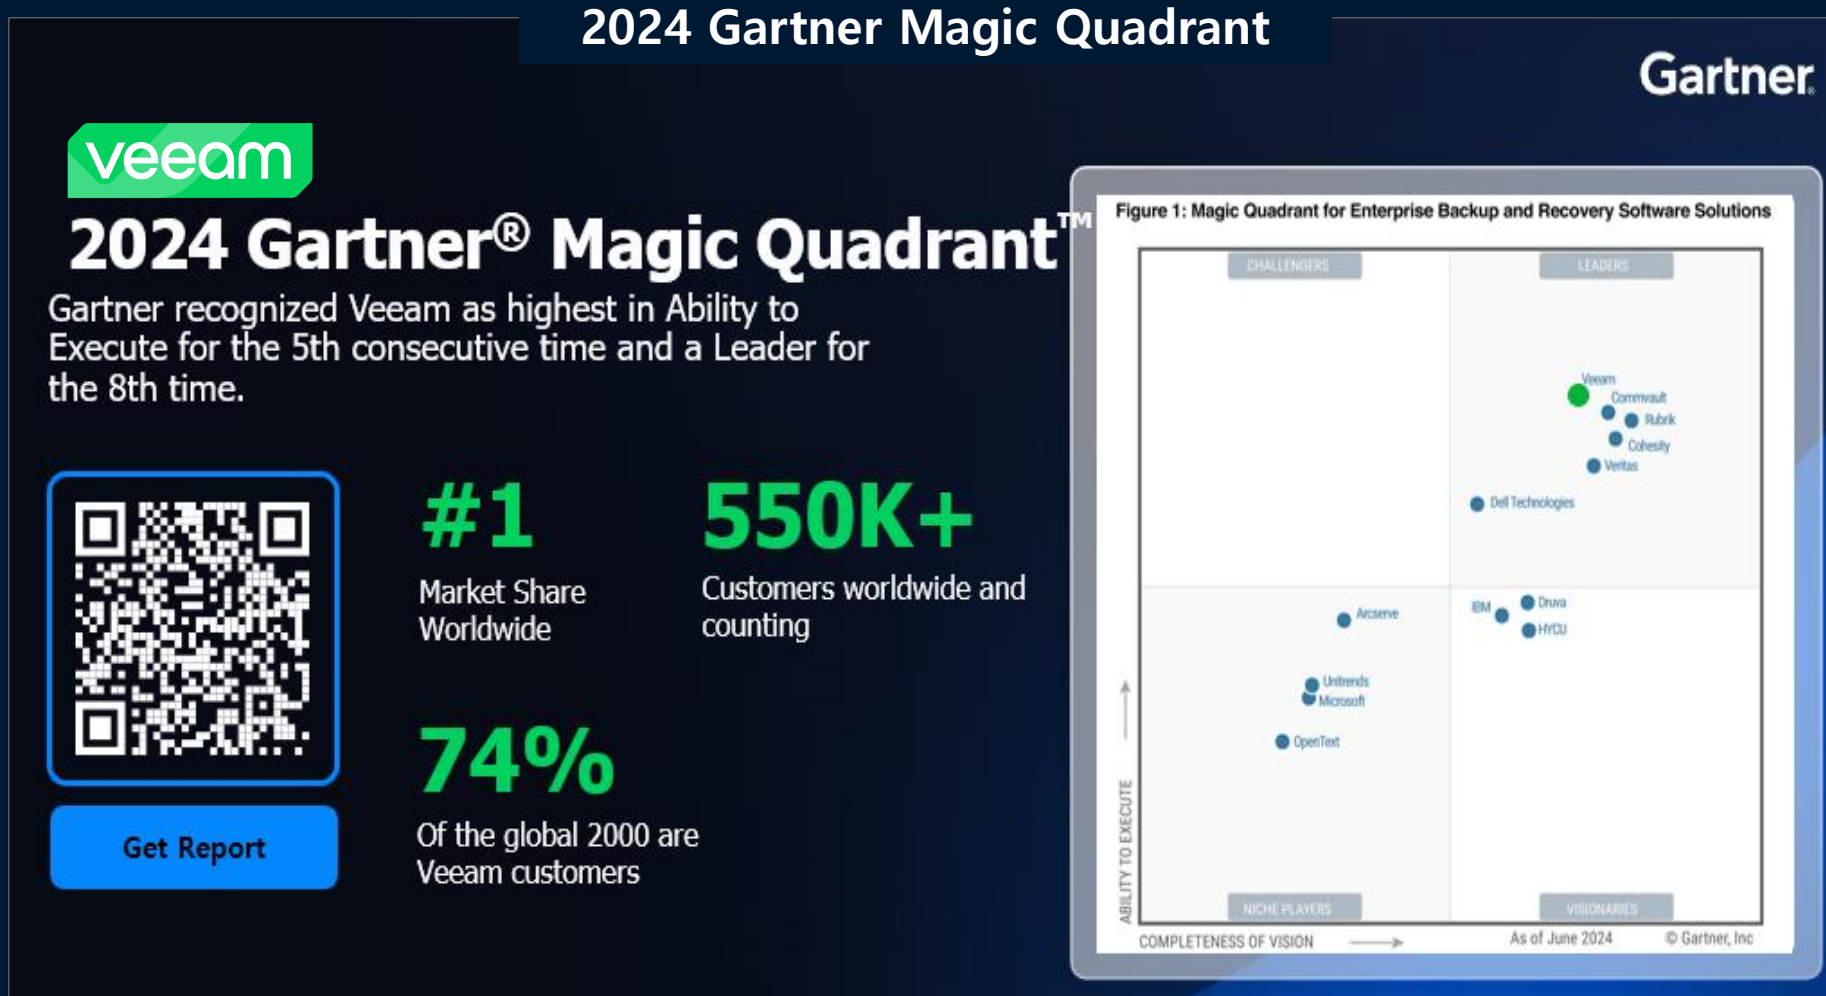 2024 Gartner Magic Quadrant
Gartner®
veeam
2024 Gartner® Magic Quadrant™
Gartner recognized Veeam as highest in Ability to
Execute for the 5th consecutive time and a Leader for
the 8th time.
#1
Market Share
Worldwide
550K+
Customers worldwide and
counting
74%
Of the global 2000 are
Veeam customers
Get Report
Figure 1: Magic Quadrant for Enterprise Backup and Recovery Software Solutions
CHALLENGERS
LEADERS
Veeam
Commvault
Rubrik
Cohesity
Veritas
Dell Technologies
Arcserve
IBM
Druva
HYCU
Unitrends
Microsoft
OpenText
NICHE PLAYERS
VISIONARIES
ABILITY TO EXECUTE
COMPLETENESS OF VISION
As of June 2024
© Gartner, Inc